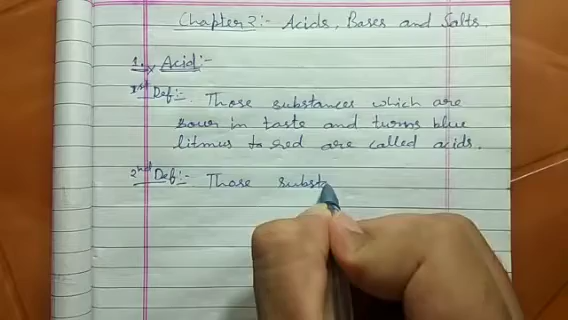 Chapter 2:- Acids, Bases and Salts.
1. Acid:-
1st Def:- Those substances which are
sour in taste and turns blue
litmus to red are called acids.
2nd Def:- Those substa